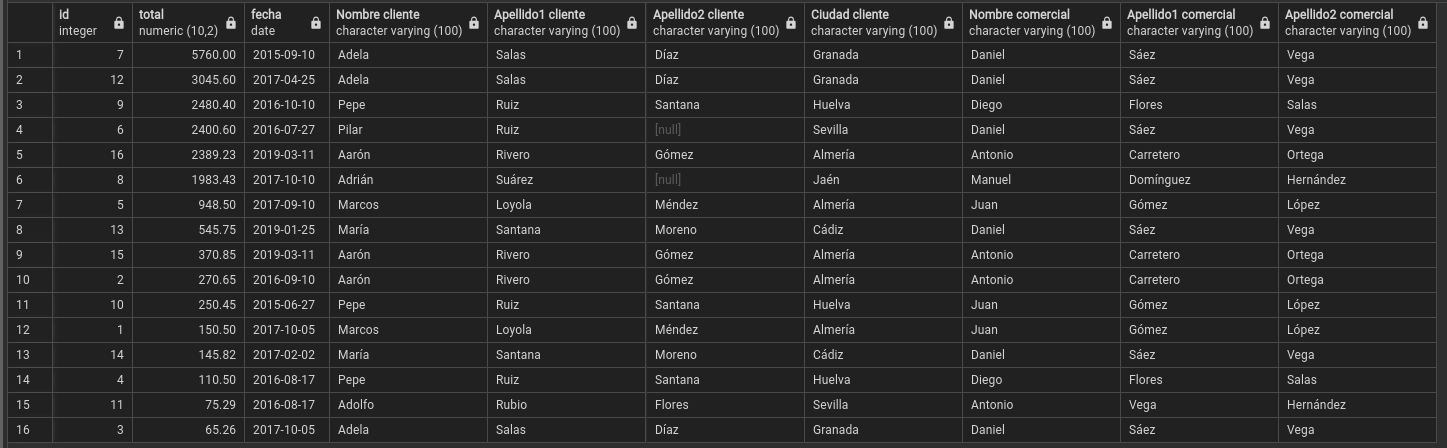 id total fecha Nombre cliente Apellido1 cliente Apellido2 cliente Ciudad cliente Nombre comercial Apellido1 comercial Apellido2 comercial
integer numeric (10,2) date character varying (100) character varying (100) character varying (100) character varying (100) character varying (100) character varying (100) character varying (100)
1 7 5760.00 2015-09-10 Adela Salas Díaz Granada Daniel Sáez Vega
2 12 3045.60 2017-04-25 Adela Salas Díaz Granada Daniel Sáez Vega
3 9 2480.40 2016-10-10 Pepe Ruiz Santana Huelva Diego Flores Salas
4 6 2400.60 2016-07-27 Pilar Ruiz [null] Sevilla Daniel Sáez Vega
5 16 2389.23 2019-03-11 Aarón Rivero Gómez Almería Antonio Carretero Ortega
6 8 1983.43 2017-10-10 Adrián Suárez [null] Jaén Manuel Domínguez Hernández
7 5 948.50 2017-09-10 Marcos Loyola Méndez Almería Juan Gómez López
8 13 545.75 2019-01-25 María Santana Moreno Cádiz Daniel Sáez Vega
9 15 370.85 2019-03-11 Aarón Rivero Gómez Almería Antonio Carretero Ortega
10 2 270.65 2016-09-10 Aarón Rivero Gómez Almería Antonio Carretero Ortega
11 10 250.45 2015-06-27 Pepe Ruiz Santana Huelva Juan Gómez López
12 1 150.50 2017-10-05 Marcos Loyola Méndez Almería Juan Gómez López
13 14 145.82 2017-02-02 María Santana Moreno Cádiz Daniel Sáez Vega
14 4 110.50 2016-08-17 Pepe Ruiz Santana Huelva Diego Flores Salas
15 11 75.29 2016-08-17 Adolfo Rubio Flores Sevilla Antonio Vega Hernández
16 3 65.26 2017-10-05 Adela Salas Díaz Granada Daniel Sáez Vega